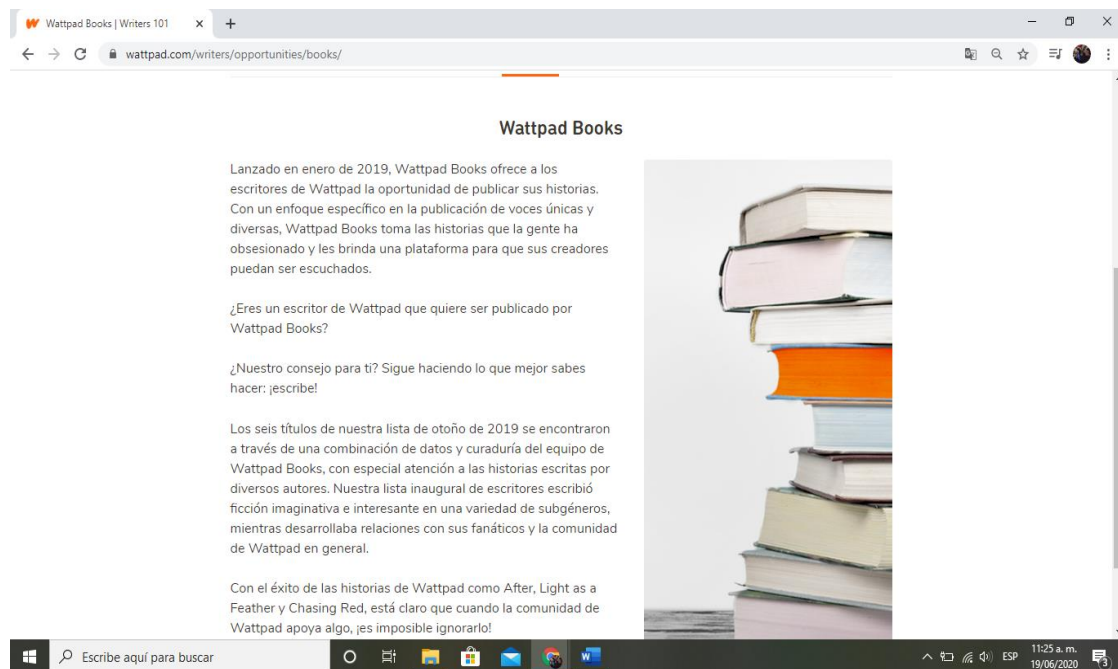 Wattpad Books | Writers 101
wattpad.com/writers/opportunities/books/
Wattpad Books
Lanzado en enero de 2019, Wattpad Books ofrece a los
escritores de Wattpad la oportunidad de publicar sus historias.
Con un enfoque específico en la publicación de voces únicas y
diversas, Wattpad Books toma las historias que la gente ha
obsesionado y les brinda una plataforma para que sus creadores
puedan ser escuchados.
¿Eres un escritor de Wattpad que quiere ser publicado por
Wattpad Books?
¿Nuestro consejo para ti? Sigue haciendo lo que mejor sabes
hacer: ¡escribe!
Los seis títulos de nuestra lista de otoño de 2019 se encontraron
a través de una combinación de datos y curaduría del equipo de
Wattpad Books, con especial atención a las historias escritas por
diversos autores. Nuestra lista inaugural de escritores escribió
ficción imaginativa e interesante en una variedad de subgéneros,
mientras desarrollaba relaciones con sus fanáticos y la comunidad
de Wattpad en general.
Con el éxito de las historias de Wattpad como After, Light as a
Feather y Chasing Red, está claro que cuando la comunidad de
Wattpad apoya algo, ¡es imposible ignorarlo!
Escribe aquí para buscar
ESP
11:25 a. m.
19/06/2020